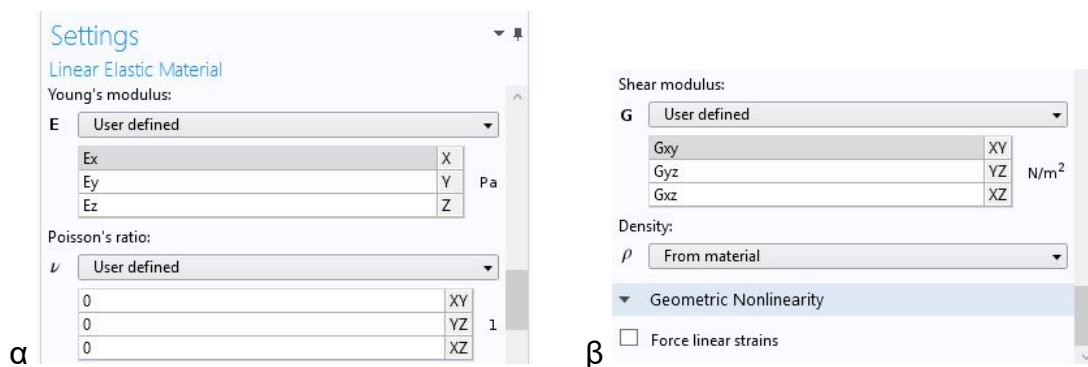 Settings
Linear Elastic Material
Young's modulus:
E User defined
Ex X
Ey Y Pa
Ez Z
Poisson's ratio:
ν User defined
0 XY
0 YZ 1
0 XZ
α
Shear modulus:
G User defined
Gxy XY
Gyz YZ N/m²
Gxz XZ
Density:
ρ From material
Geometric Nonlinearity
Force linear strains
β